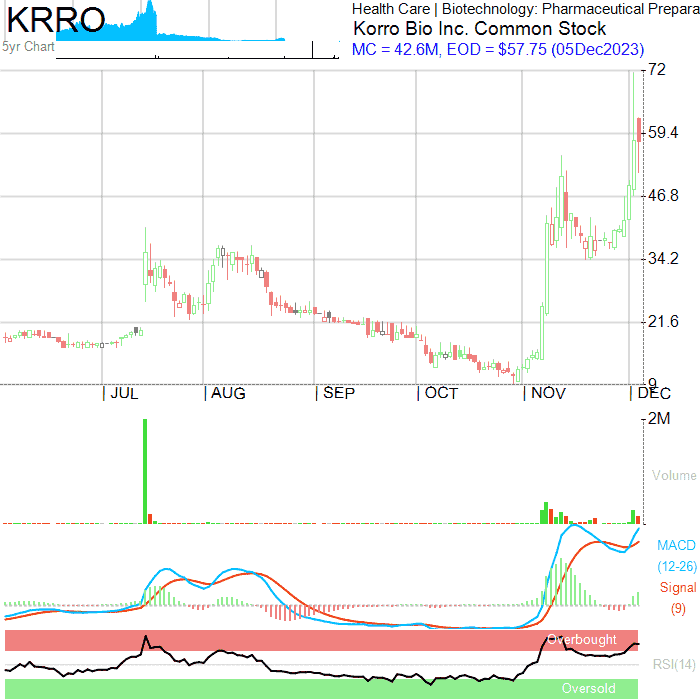 KRRO
5yr Chart
Health Care | Biotechnology: Pharmaceutical Prepara
Korro Bio Inc. Common Stock
MC = 42.6M, EOD = $57.75 (05Dec2023)
72
59.4
46.8
34.2
21.6
9
JUL AUG SEP OCT NOV DEC
2M
Volume
MACD
(12-26)
Signal
(9)
Overbought
RSI(14)
Oversold